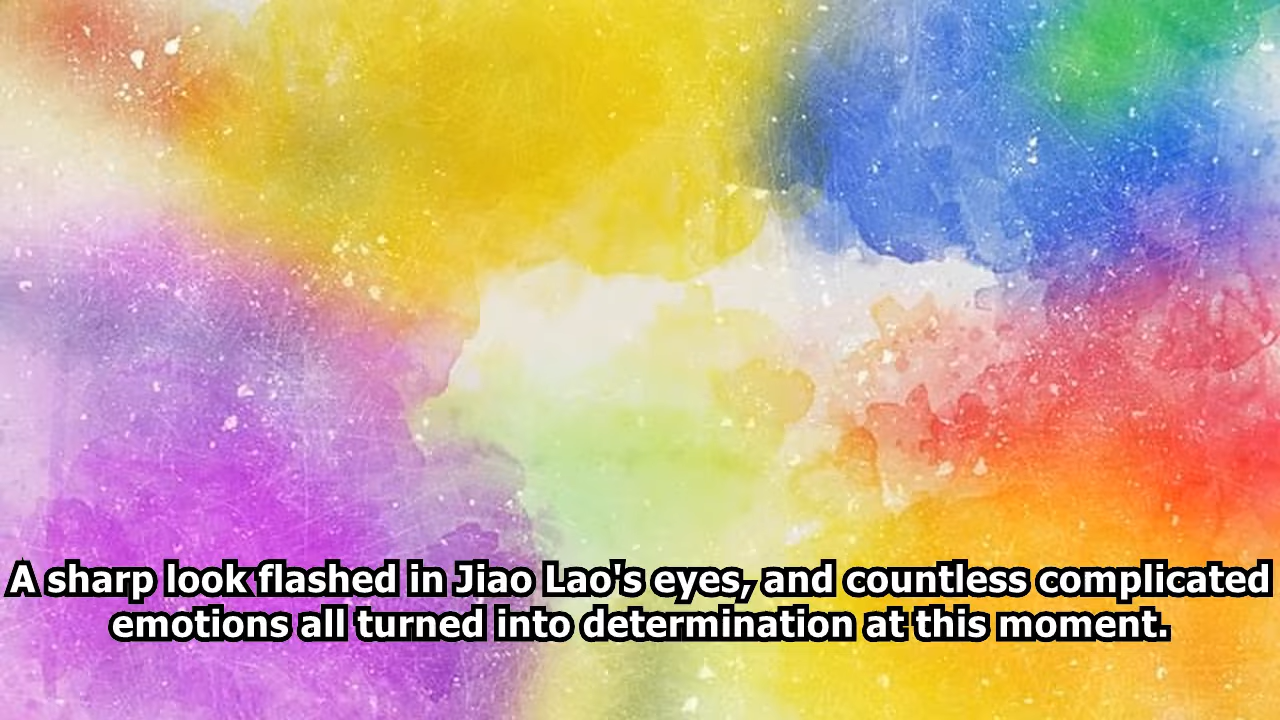 A sharp look flashed in Jiao Lao's eyes, and countless complicated
emotions all turned into determination at this moment.